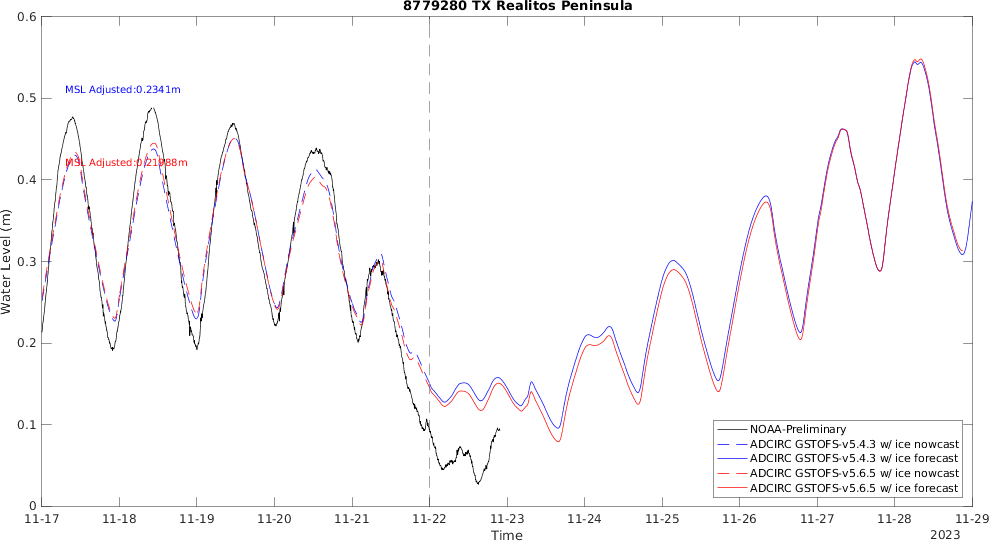 8779280 TX Realitos Peninsula
0.6
0.5
0.4
0.3
0.2
0.1
0
Water Level (m)
MSL Adjusted:0.2341m
MSL Adjusted:0.21988m
NOAA-Preliminary
ADCIRC GSTOFS-v5.4.3 w/ ice nowcast
ADCIRC GSTOFS-v5.4.3 w/ ice forecast
ADCIRC GSTOFS-v5.6.5 w/ ice nowcast
ADCIRC GSTOFS-v5.6.5 w/ ice forecast
11-17 11-18 11-19 11-20 11-21 11-22 11-23 11-24 11-25 11-26 11-27 11-28 11-29
Time
2023